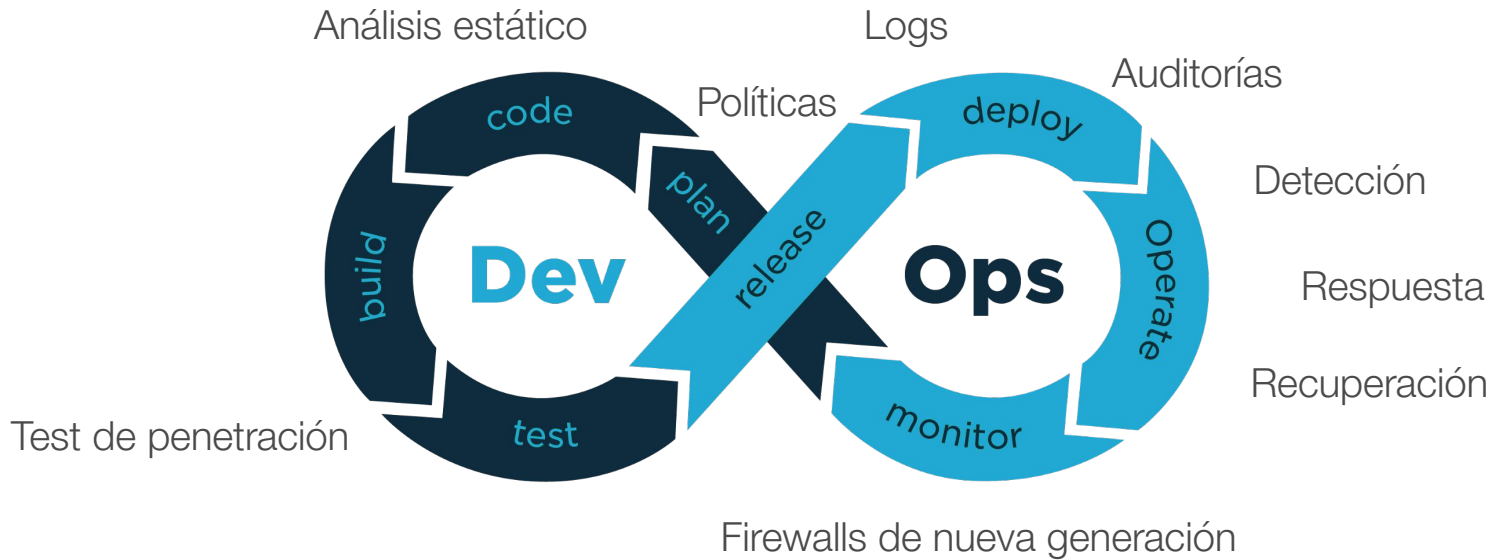 Análisis estático
Logs
Auditorías
Políticas
code
deploy
plan
Detección
build
Dev
release
Ops
Operate
Respuesta
Recuperación
test
monitor
Test de penetración
Firewalls de nueva generación